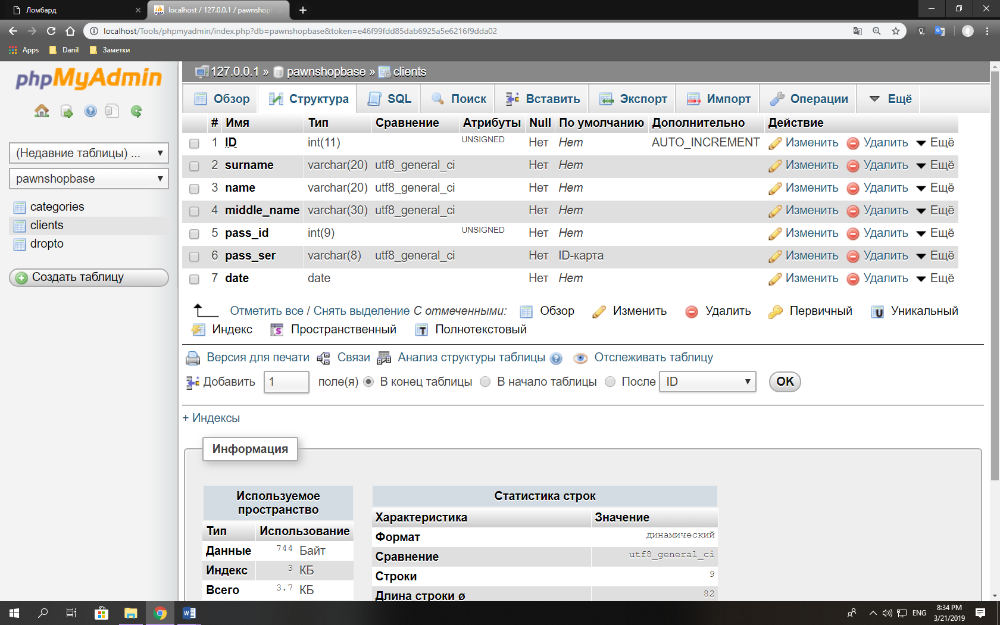 Ломбард
localhost / 127.0.0.1 / pawnshop
localhost/Tools/phpmyadmin/index.php?db=pawnshopbase&token=e46f99fdd85dab6925a5e6216f9dda02
Apps Danil Заметки
phpMyAdmin
(Недавние таблицы) ...
pawnshopbase
categories
clients
dropto
Создать таблицу
127.0.0.1 » pawnshopbase » clients
Обзор Структура SQL Поиск Вставить Экспорт Импорт Операции Ещё
# Имя Тип Сравнение Атрибуты Null По умолчанию Дополнительно Действие
1 ID int(11) UNSIGNED Нет Нет AUTO_INCREMENT Изменить Удалить Ещё
2 surname varchar(20) utf8_general_ci Нет Нет Изменить Удалить Ещё
3 name varchar(20) utf8_general_ci Нет Нет Изменить Удалить Ещё
4 middle_name varchar(30) utf8_general_ci Нет Нет Изменить Удалить Ещё
5 pass_id int(9) UNSIGNED Нет Нет Изменить Удалить Ещё
6 pass_ser varchar(8) utf8_general_ci Нет ID-карта Изменить Удалить Ещё
7 date date Нет Нет Изменить Удалить Ещё
Отметить все / Снять выделение С отмеченными: Обзор Изменить Удалить Первичный Уникальный
Индекс Пространственный Полнотекстовый
Версия для печати Связи Анализ структуры таблицы Отслеживать таблицу
Добавить 1 поле(я) В конец таблицы В начало таблицы После ID OK
+ Индексы
Информация
Используемое
пространство
Тип Использование
Данные 744 Байт
Индекс 3 КБ
Всего 3.7 КБ
Статистика строк
Характеристика Значение
Формат динамический
Сравнение utf8_general_ci
Строки 9
Длина строки ø 82
ENG
8:34 PM
3/21/2019